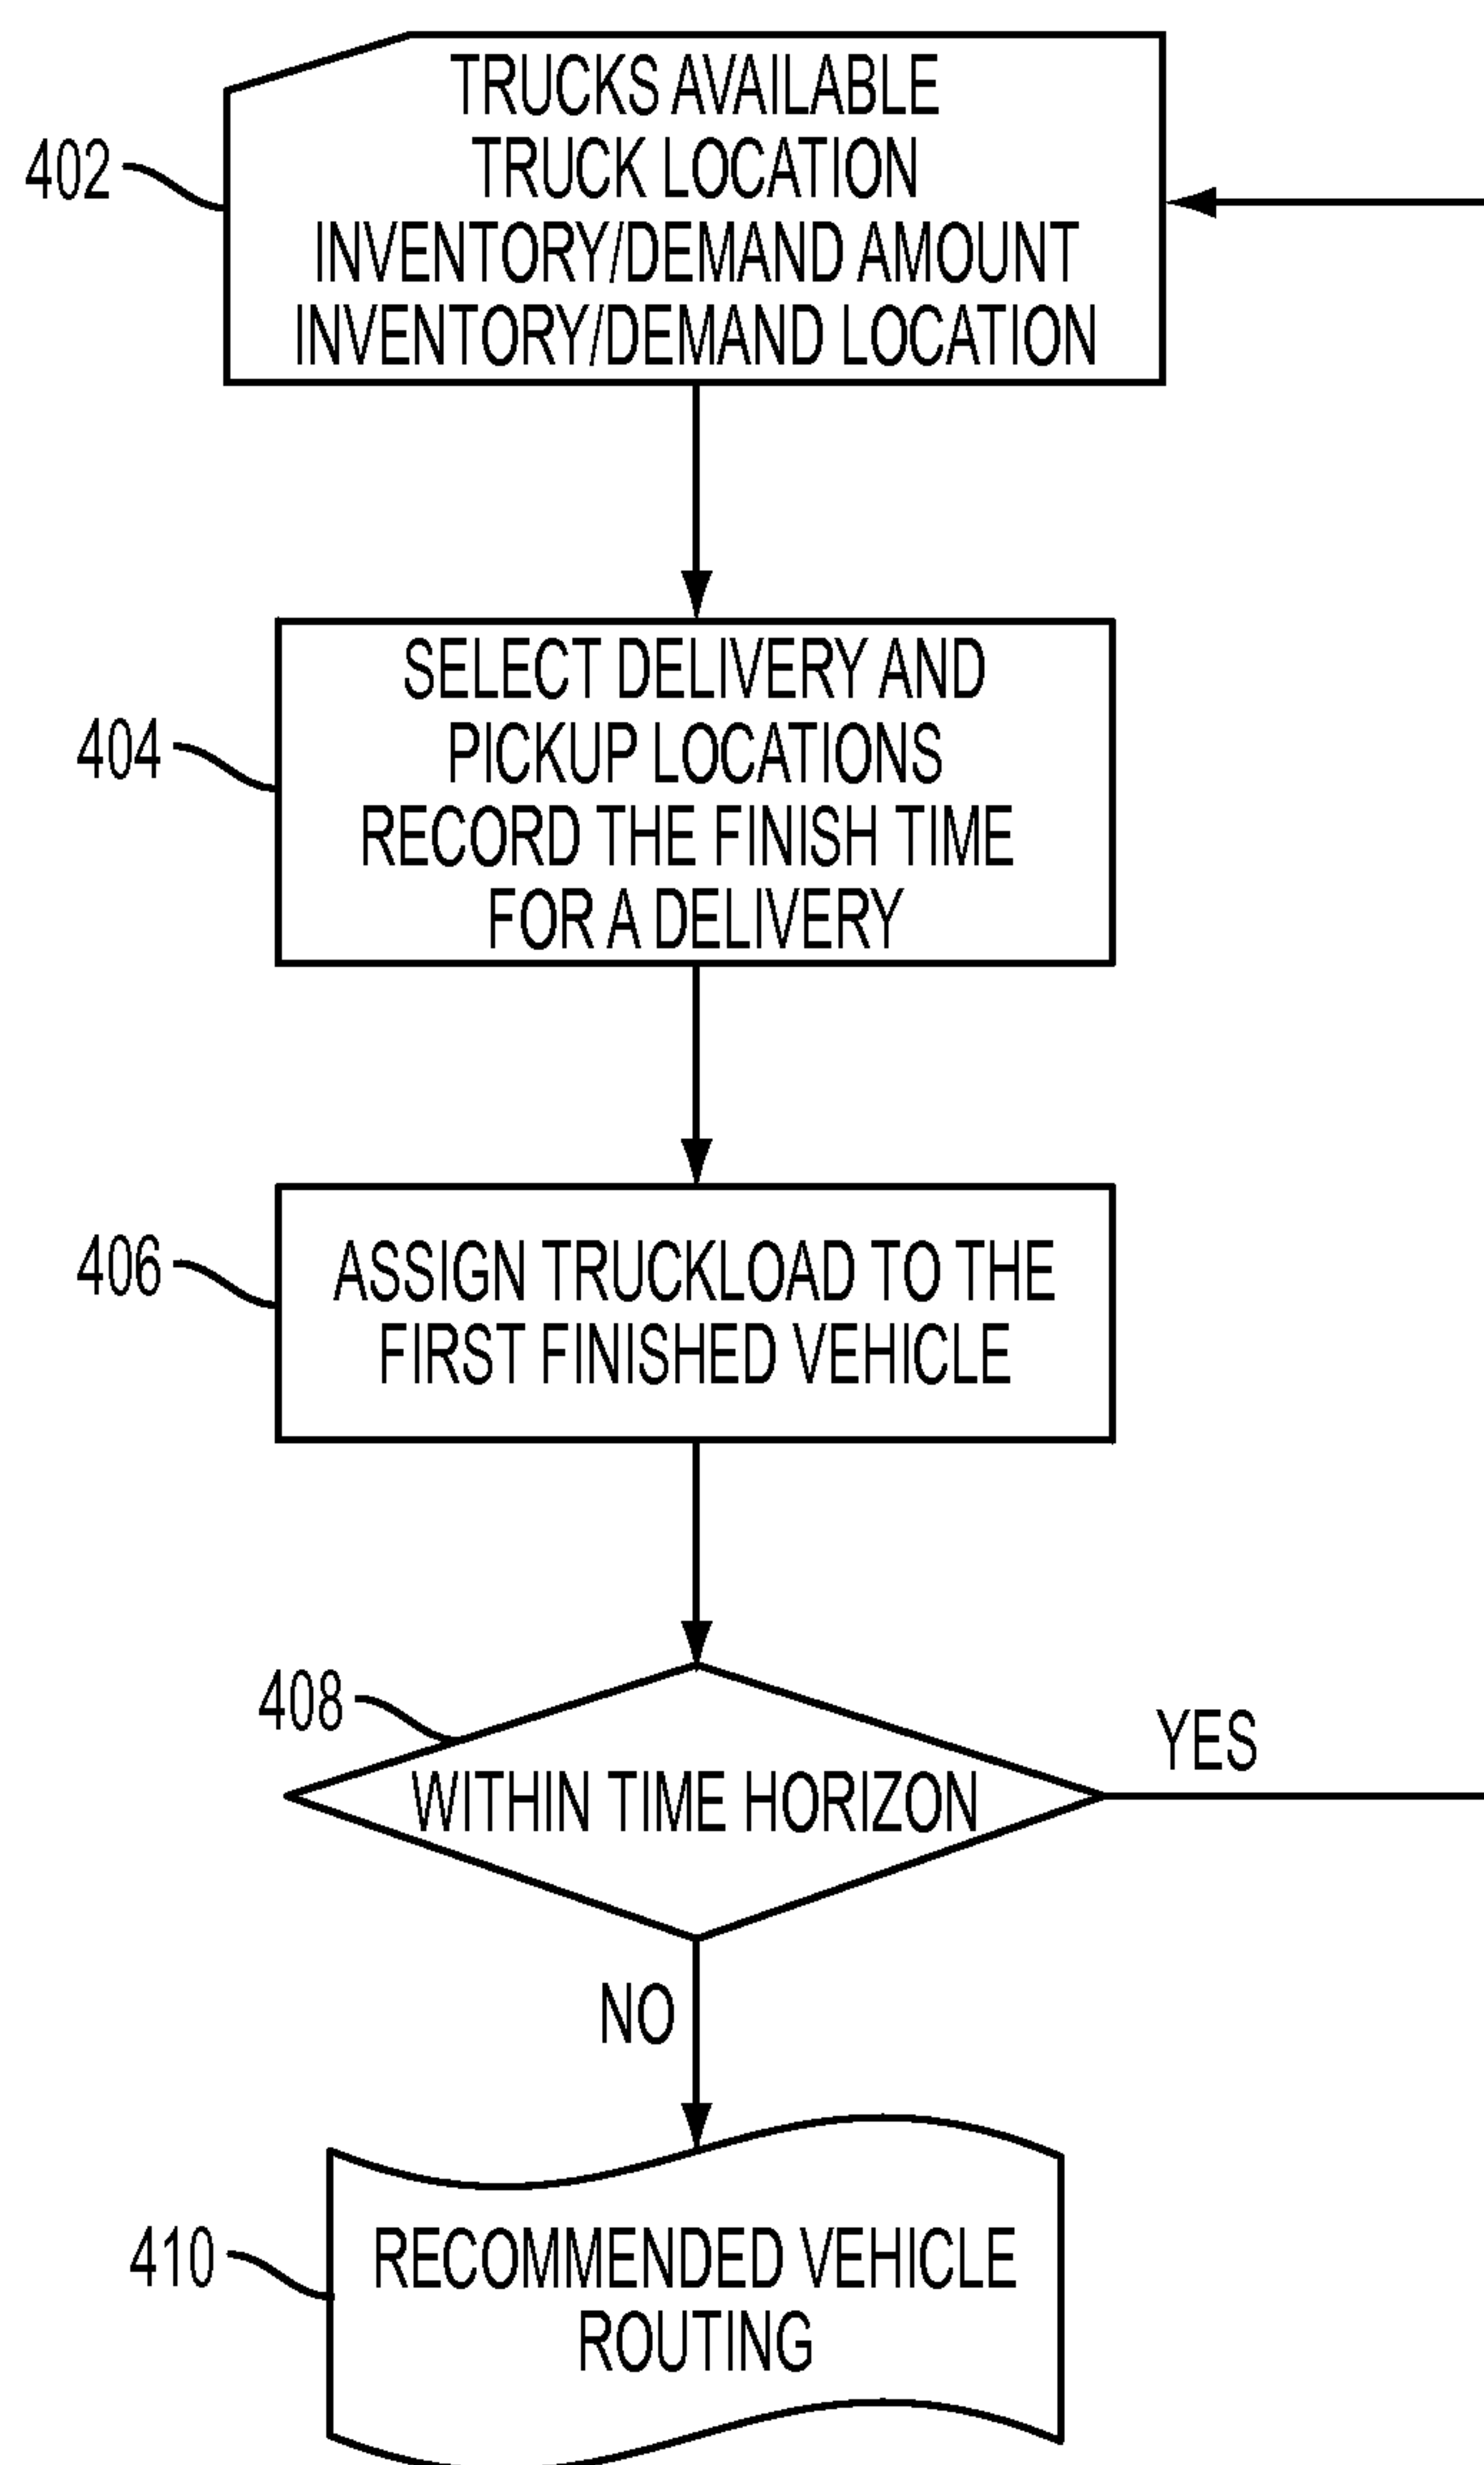 402
TRUCKS AVAILABLE
TRUCK LOCATION
INVENTORY/DEMAND AMOUNT
INVENTORY/DEMAND LOCATION
404
SELECT DELIVERY AND
PICKUP LOCATIONS
RECORD THE FINISH TIME
FOR A DELIVERY
406
ASSIGN TRUCKLOAD TO THE
FIRST FINISHED VEHICLE
408
WITHIN TIME HORIZON
YES
NO
410
RECOMMENDED VEHICLE
ROUTING